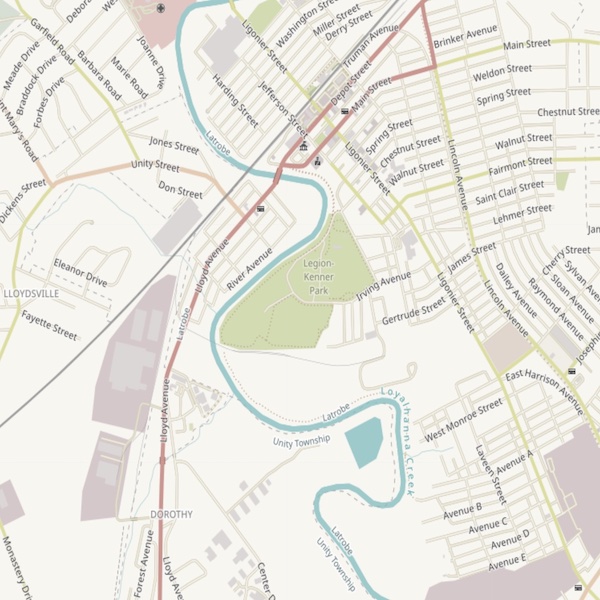 Garfield Road
Washington Street
Miller Street
Derry Street
Truman Avenue
Ligonier Street
Brinker Avenue
Main Street
Meade Drive
Braddock Drive
Forbes Drive
Barbara Road
Marie Road
Joanne Drive
Harding Street
Jefferson Street
Depot Street
Main Street
Weldon Street
Spring Street
Chestnut Street
Jones Street
Latrobe
Ligonier Street
Spring Street
Chestnut Street
Walnut Street
Lincoln Avenue
Walnut Street
Fairmont Street
Saint Clair Street
Lehmer Street
Unity Street
Don Street
Dickens Street
Lloyd Avenue
River Avenue
Legion-
Kenner
Park
Irving Avenue
James Street
Cherry Street
Dailey Avenue
Raymond Avenue
Sloan Avenue
Eleanor Drive
LLOYDSVILLE
Fayette Street
Latrobe
Gertrude Street
Ligonier Street
Lincoln Avenue
Lloyd Avenue
Latrobe
Unity Township
Loyalhanna Creek
East Harrison Avenue
West Monroe Street
Laveen Street
Avenue A
Avenue B
Avenue C
Avenue D
Avenue E
DOROTHY
Latrobe
Unity Township
Forest Avenue